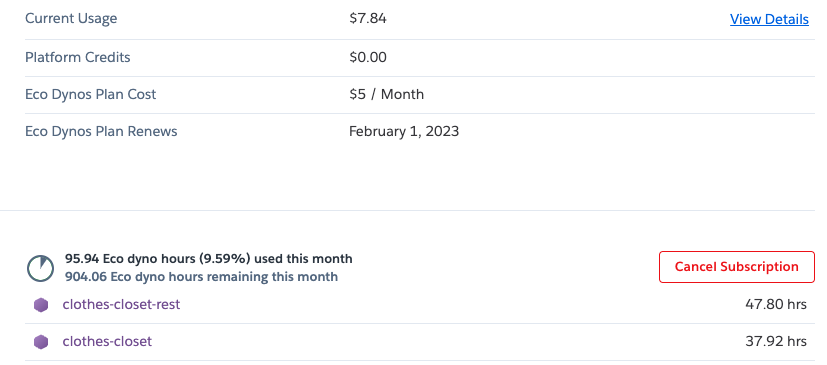 Current Usage $7.84 View Details
Platform Credits $0.00
Eco Dynos Plan Cost $5 / Month
Eco Dynos Plan Renews February 1, 2023
95.94 Eco dyno hours (9.59%) used this month
904.06 Eco dyno hours remaining this month
Cancel Subscription
clothes-closet-rest 47.80 hrs
clothes-closet 37.92 hrs